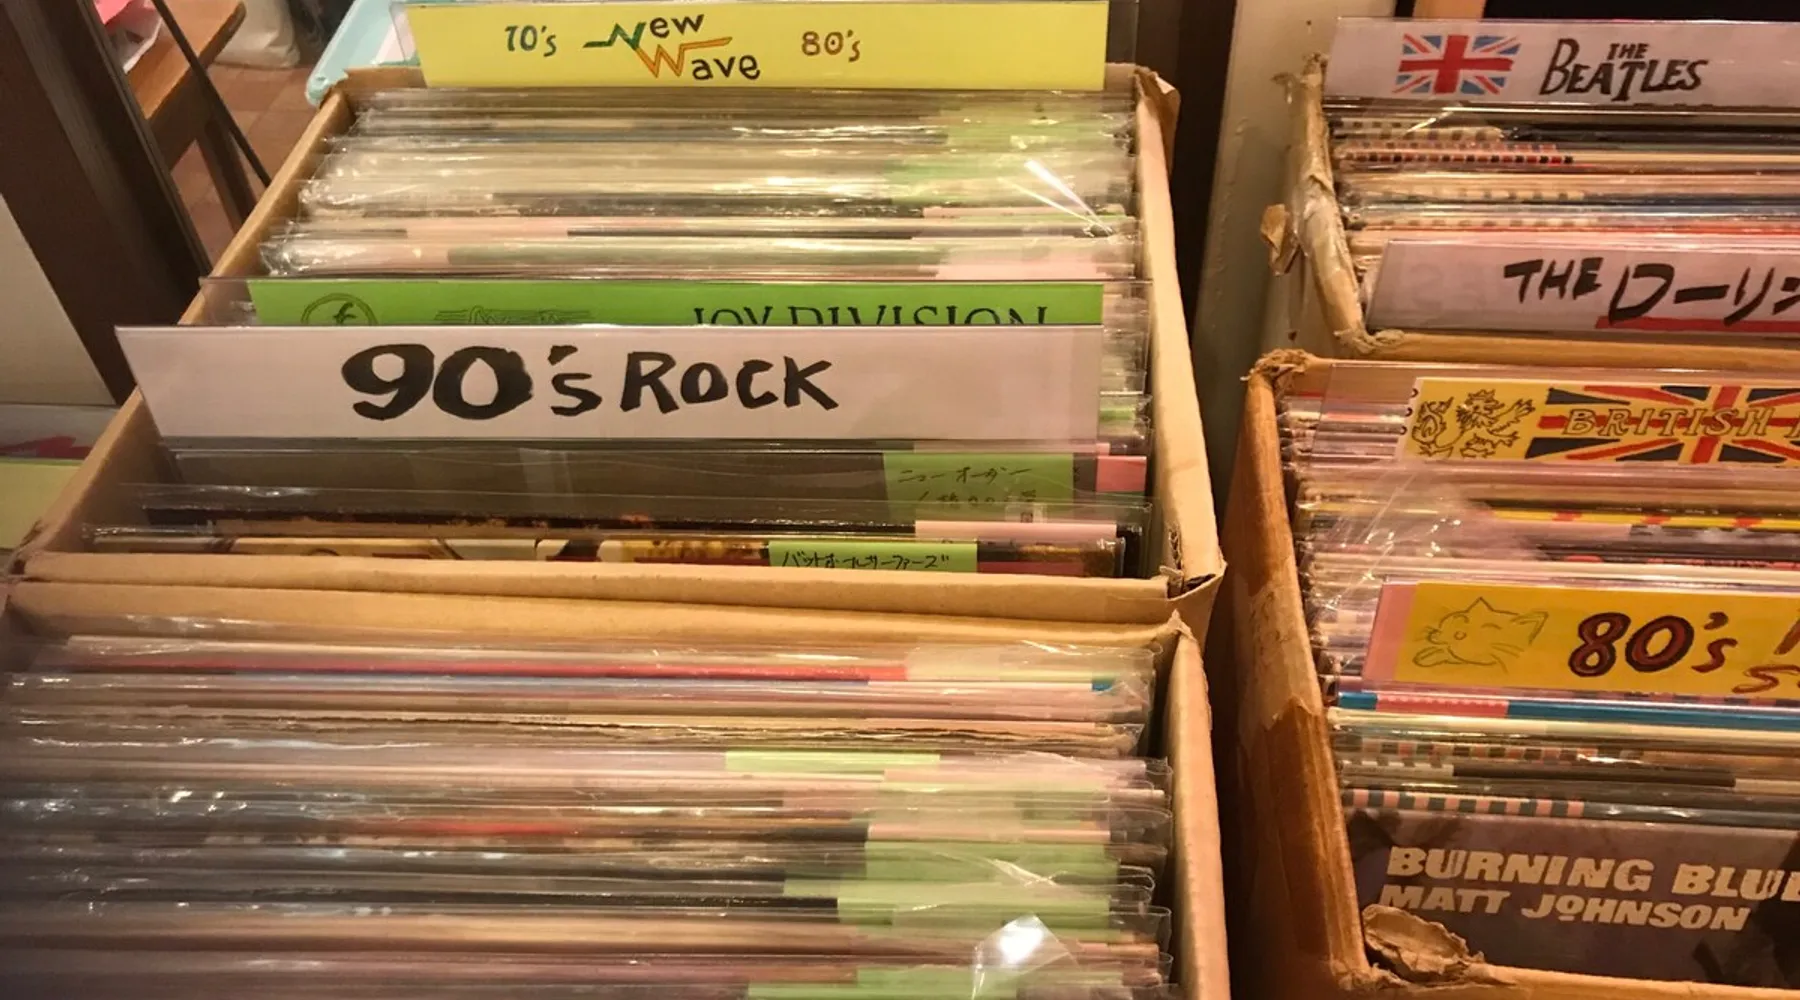 70's New Wave 80's
JOY DIVISION
90's ROCK
ニューオーダー
バットホールサーファーズ
THE BEATLES
THE ローリン
BRITISH
80's
BURNING BLUE
MATT JOHNSON